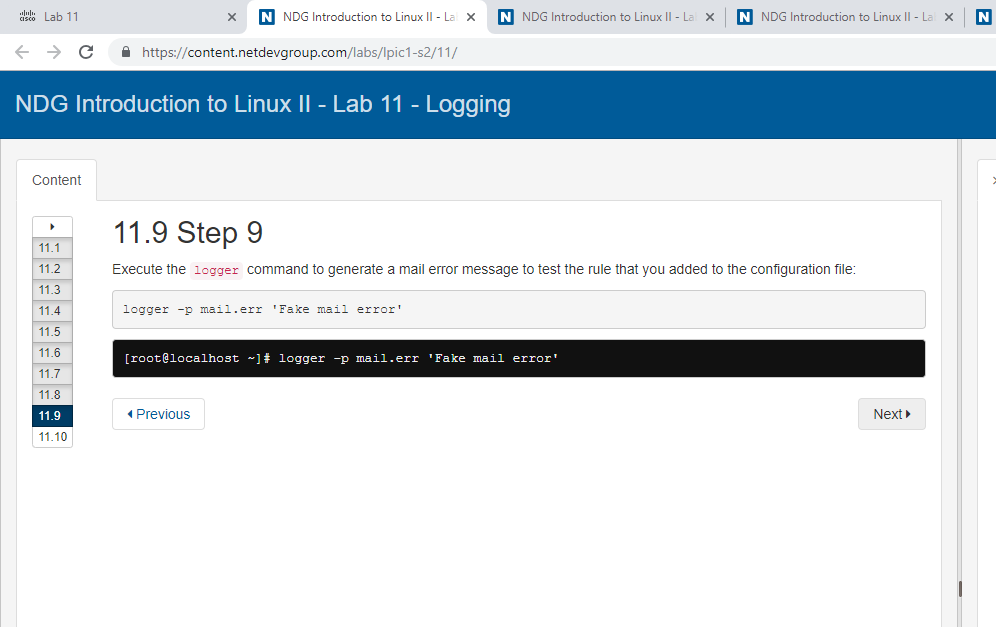 cisco Lab 11
N NDG Introduction to Linux II - La
N NDG Introduction to Linux II - La
N NDG Introduction to Linux II - La
N
https://content.netdevgroup.com/labs/lpic1-s2/11/
NDG Introduction to Linux II - Lab 11 - Logging
Content
11.1
11.2
11.3
11.4
11.5
11.6
11.7
11.8
11.9
11.10
11.9 Step 9
Execute the logger command to generate a mail error message to test the rule that you added to the configuration file:
logger -p mail.err 'Fake mail error'
[root@localhost ~]# logger -p mail.err 'Fake mail error'
Previous
Next